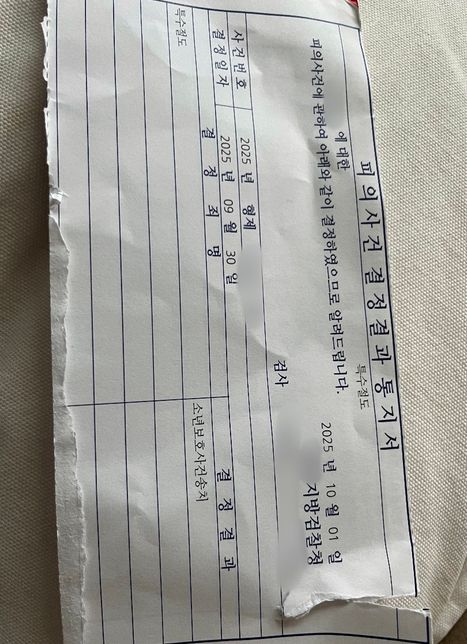 피의사건 결정결과 통지서
에 대한 특수절도
피의사건에 관하여 아래와 같이 결정하였으므로 알려드립니다.
2025 년 10 월 01 일
지방검찰청
검사
사건번호 2025 년 형제
결정일자 2025 년 09 월 30 일
결 정 죄 명 결 정 결 과
특수절도 소년보호사건송치